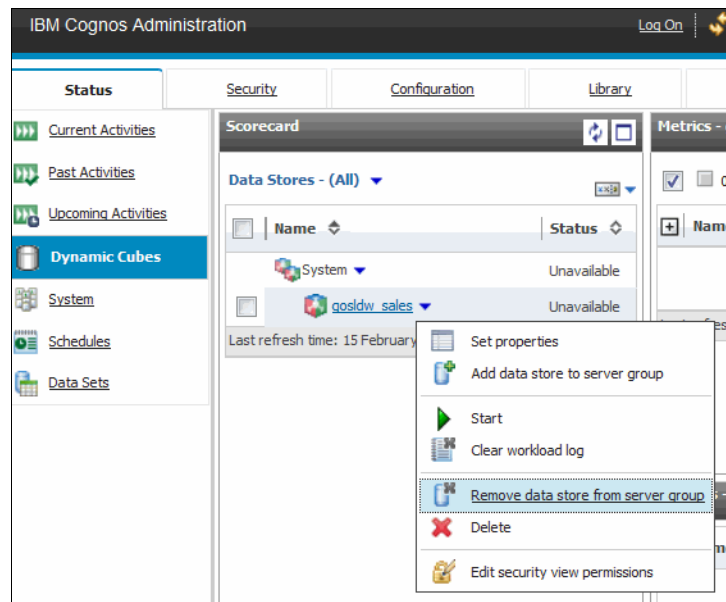 IBM Cognos Administration
Log On
Status
Security
Configuration
Library
Current Activities
Past Activities
Upcoming Activities
Dynamic Cubes
System
Schedules
Data Sets
Scorecard
Data Stores - (All)
Name
Status
System
Unavailable
gosldw_sales
Unavailable
Last refresh time: 15 February
Set properties
Add data store to server group
Start
Clear workload log
Remove data store from server group
Delete
Edit security view permissions
Metrics -